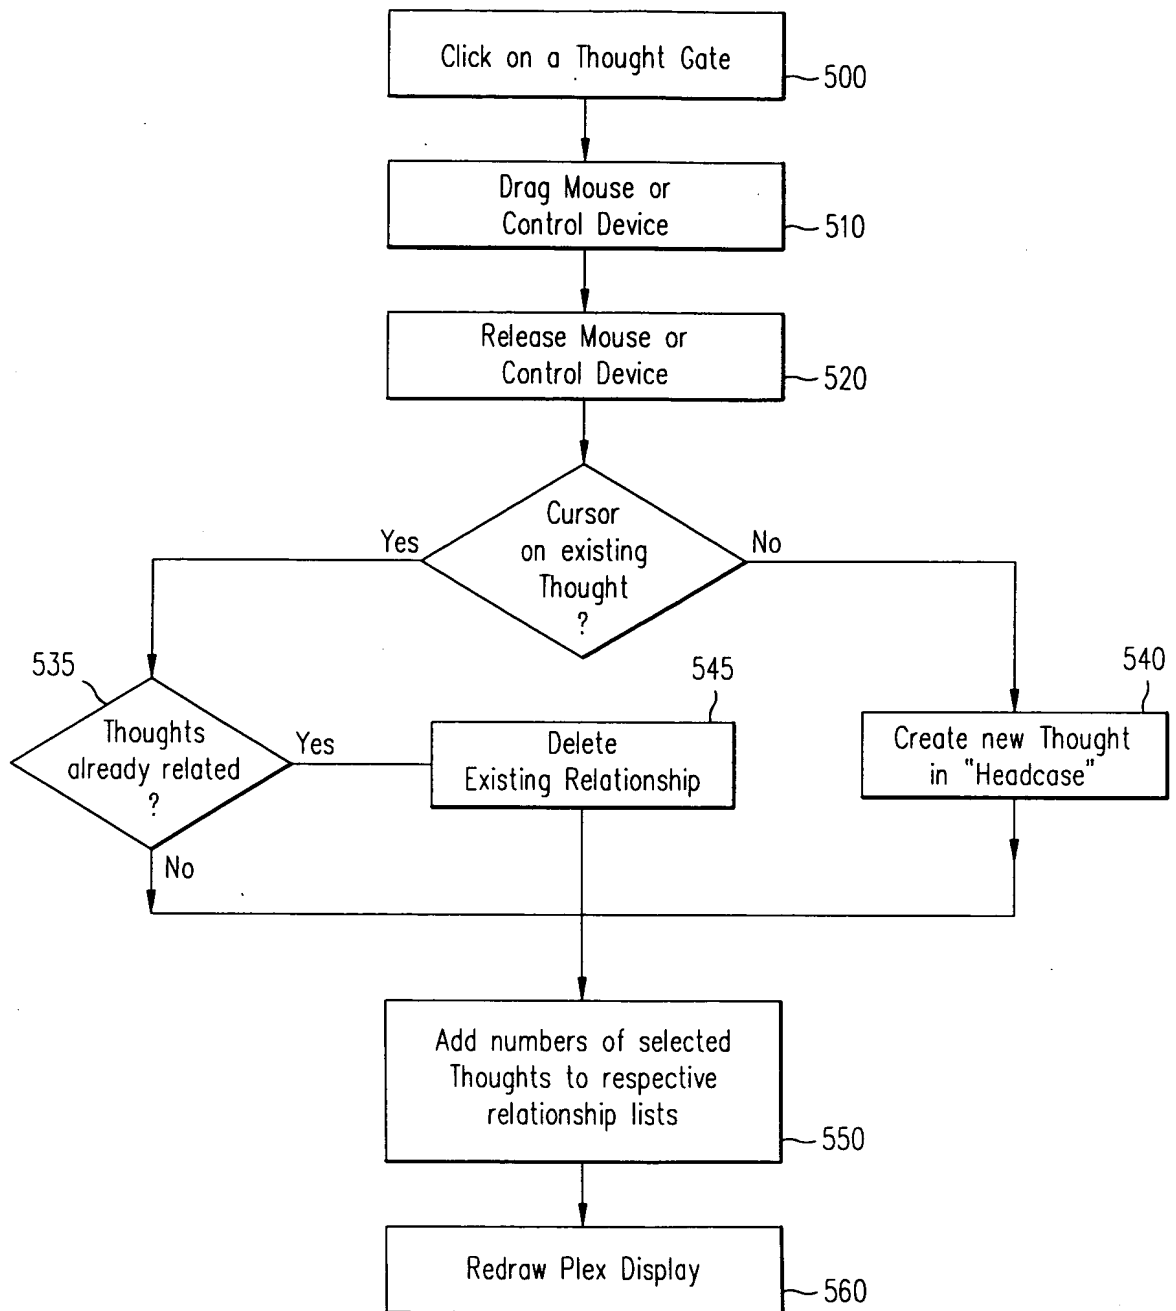 Click on a Thought Gate
500
Drag Mouse or
Control Device
510
Release Mouse or
Control Device
520
Cursor
on existing
Thought
?
Yes
No
535
Thoughts
already related
?
Yes
No
545
Delete
Existing Relationship
540
Create new Thought
in "Headcase"
Add numbers of selected
Thoughts to respective
relationship lists
550
Redraw Plex Display
560